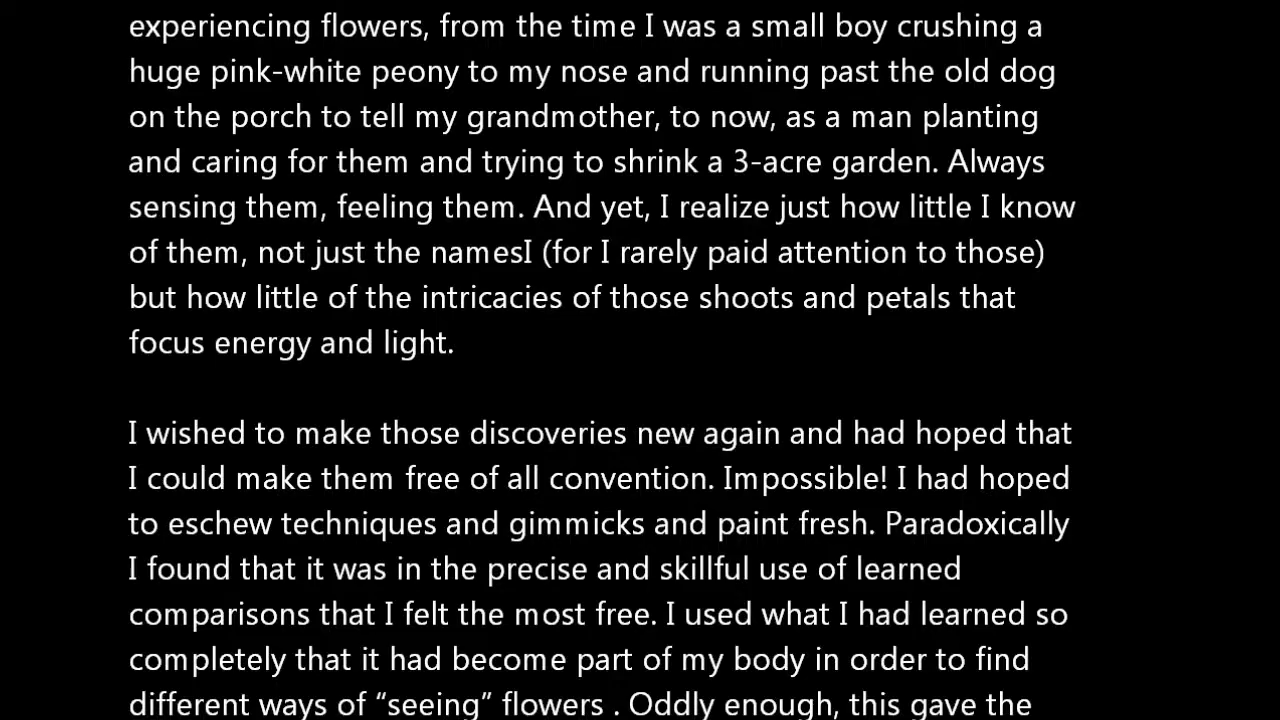 experiencing flowers, from the time I was a small boy crushing a
huge pink-white peony to my nose and running past the old dog
on the porch to tell my grandmother, to now, as a man planting
and caring for them and trying to shrink a 3-acre garden. Always
sensing them, feeling them. And yet, I realize just how little I know
of them, not just the namesI (for I rarely paid attention to those)
but how little of the intricacies of those shoots and petals that
focus energy and light.
I wished to make those discoveries new again and had hoped that
I could make them free of all convention. Impossible! I had hoped
to eschew techniques and gimmicks and paint fresh. Paradoxically
I found that it was in the precise and skillful use of learned
comparisons that I felt the most free. I used what I had learned so
completely that it had become part of my body in order to find
different ways of “seeing” flowers . Oddly enough, this gave the